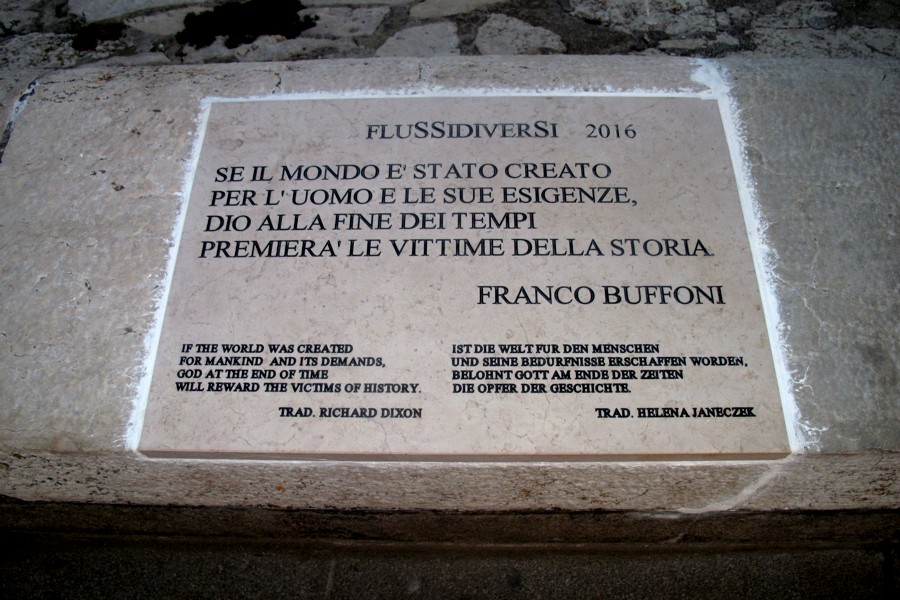 FLUSSIDIVERSI 2016
SE IL MONDO E' STATO CREATO
PER L'UOMO E LE SUE ESIGENZE,
DIO ALLA FINE DEI TEMPI
PREMIERA' LE VITTIME DELLA STORIA
FRANCO BUFFONI
IF THE WORLD WAS CREATED
FOR MANKIND AND ITS DEMANDS,
GOD AT THE END OF TIME
WILL REWARD THE VICTIMS OF HISTORY.
TRAD. RICHARD DIXON
IST DIE WELT FUR DEN MENSCHEN
UND SEINE BEDURFNISSE ERSCHAFFEN WORDEN,
BELOHNT GOTT AM ENDE DER ZEITEN
DIE OPFER DER GESCHICHTE.
TRAD. HELENA JANECZEK